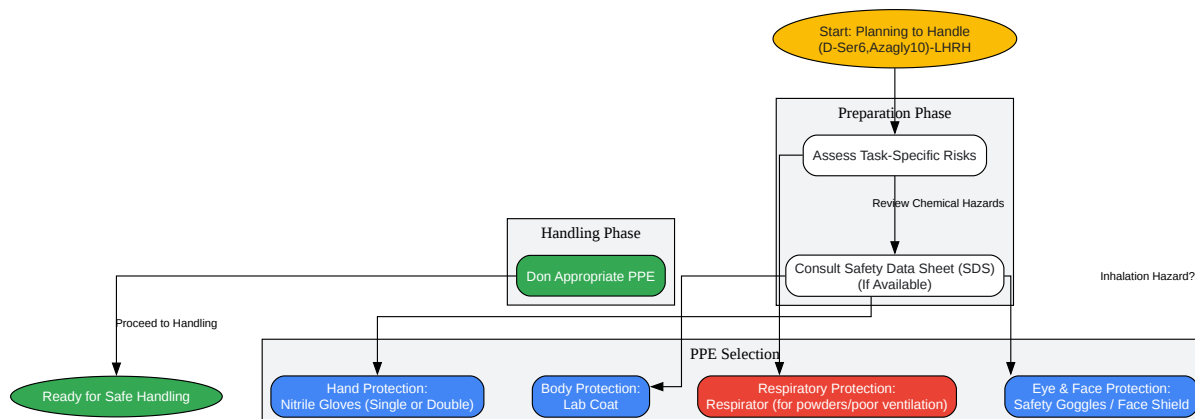 Start: Planning to Handle
(D-Ser6,Azagly10)-LHRH
Preparation Phase
Assess Task-Specific Risks
Review Chemical Hazards
Handling Phase
Don Appropriate PPE
Consult Safety Data Sheet (SDS)
(If Available)
Inhalation Hazard?
Proceed to Handling
PPE Selection
Ready for Safe Handling
Hand Protection:
Nitrile Gloves (Single or Double)
Body Protection:
Lab Coat
Respiratory Protection:
Respirator (for powders/poor ventilation)
Eye & Face Protection:
Safety Goggles / Face Shield